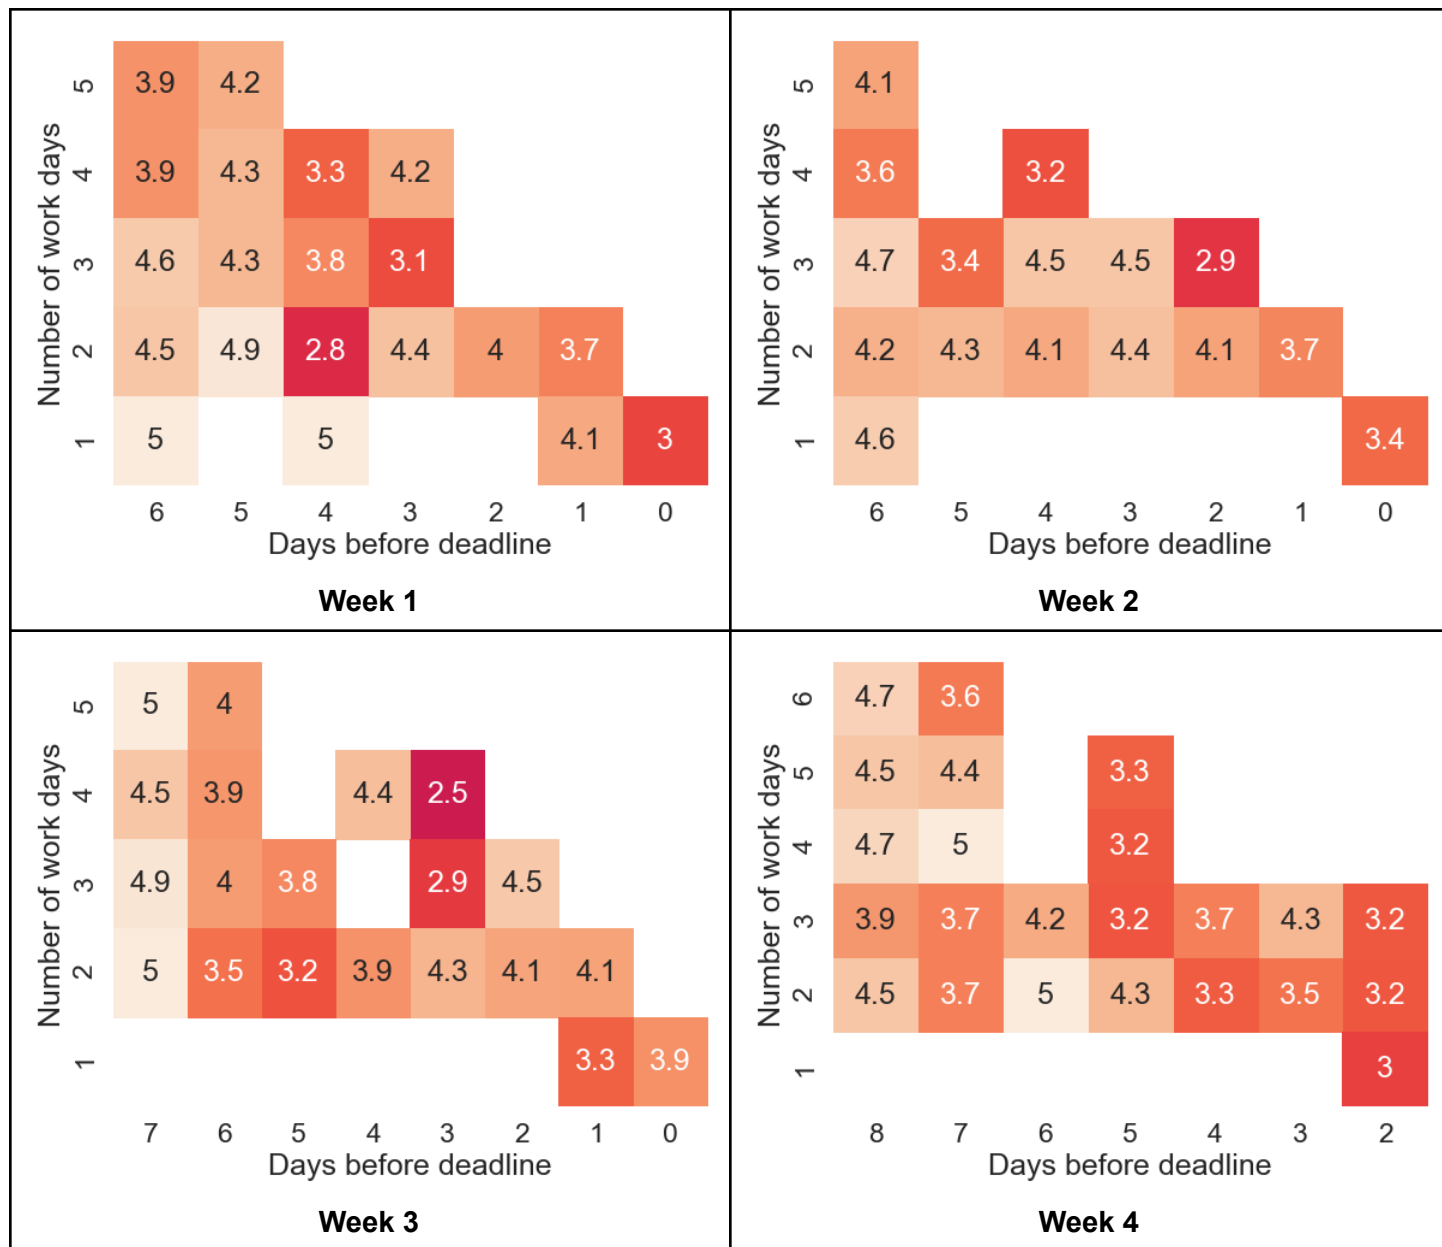 Number of work days
5 3.9 4.2
4 3.9 4.3 3.3 4.2
3 4.6 4.3 3.8 3.1
2 4.5 4.9 2.8 4.4 4 3.7
1 5 5 4.1 3
6 5 4 3 2 1 0
Days before deadline
Week 1
Number of work days
5 4.1
4 3.6 3.2
3 4.7 3.4 4.5 4.5 2.9
2 4.2 4.3 4.1 4.4 4.1 3.7
1 4.6 3.4
6 5 4 3 2 1 0
Days before deadline
Week 2
Number of work days
5 5 4
4 4.5 3.9 4.4 2.5
3 4.9 4 3.8 2.9 4.5
2 5 3.5 3.2 3.9 4.3 4.1 4.1
1 3.3 3.9
7 6 5 4 3 2 1 0
Days before deadline
Week 3
Number of work days
6 4.7 3.6
5 4.5 4.4 3.3
4 4.7 5 3.2
3 3.9 3.7 4.2 3.2 3.7 4.3 3.2
2 4.5 3.7 5 4.3 3.3 3.5 3.2
1 3
8 7 6 5 4 3 2
Days before deadline
Week 4